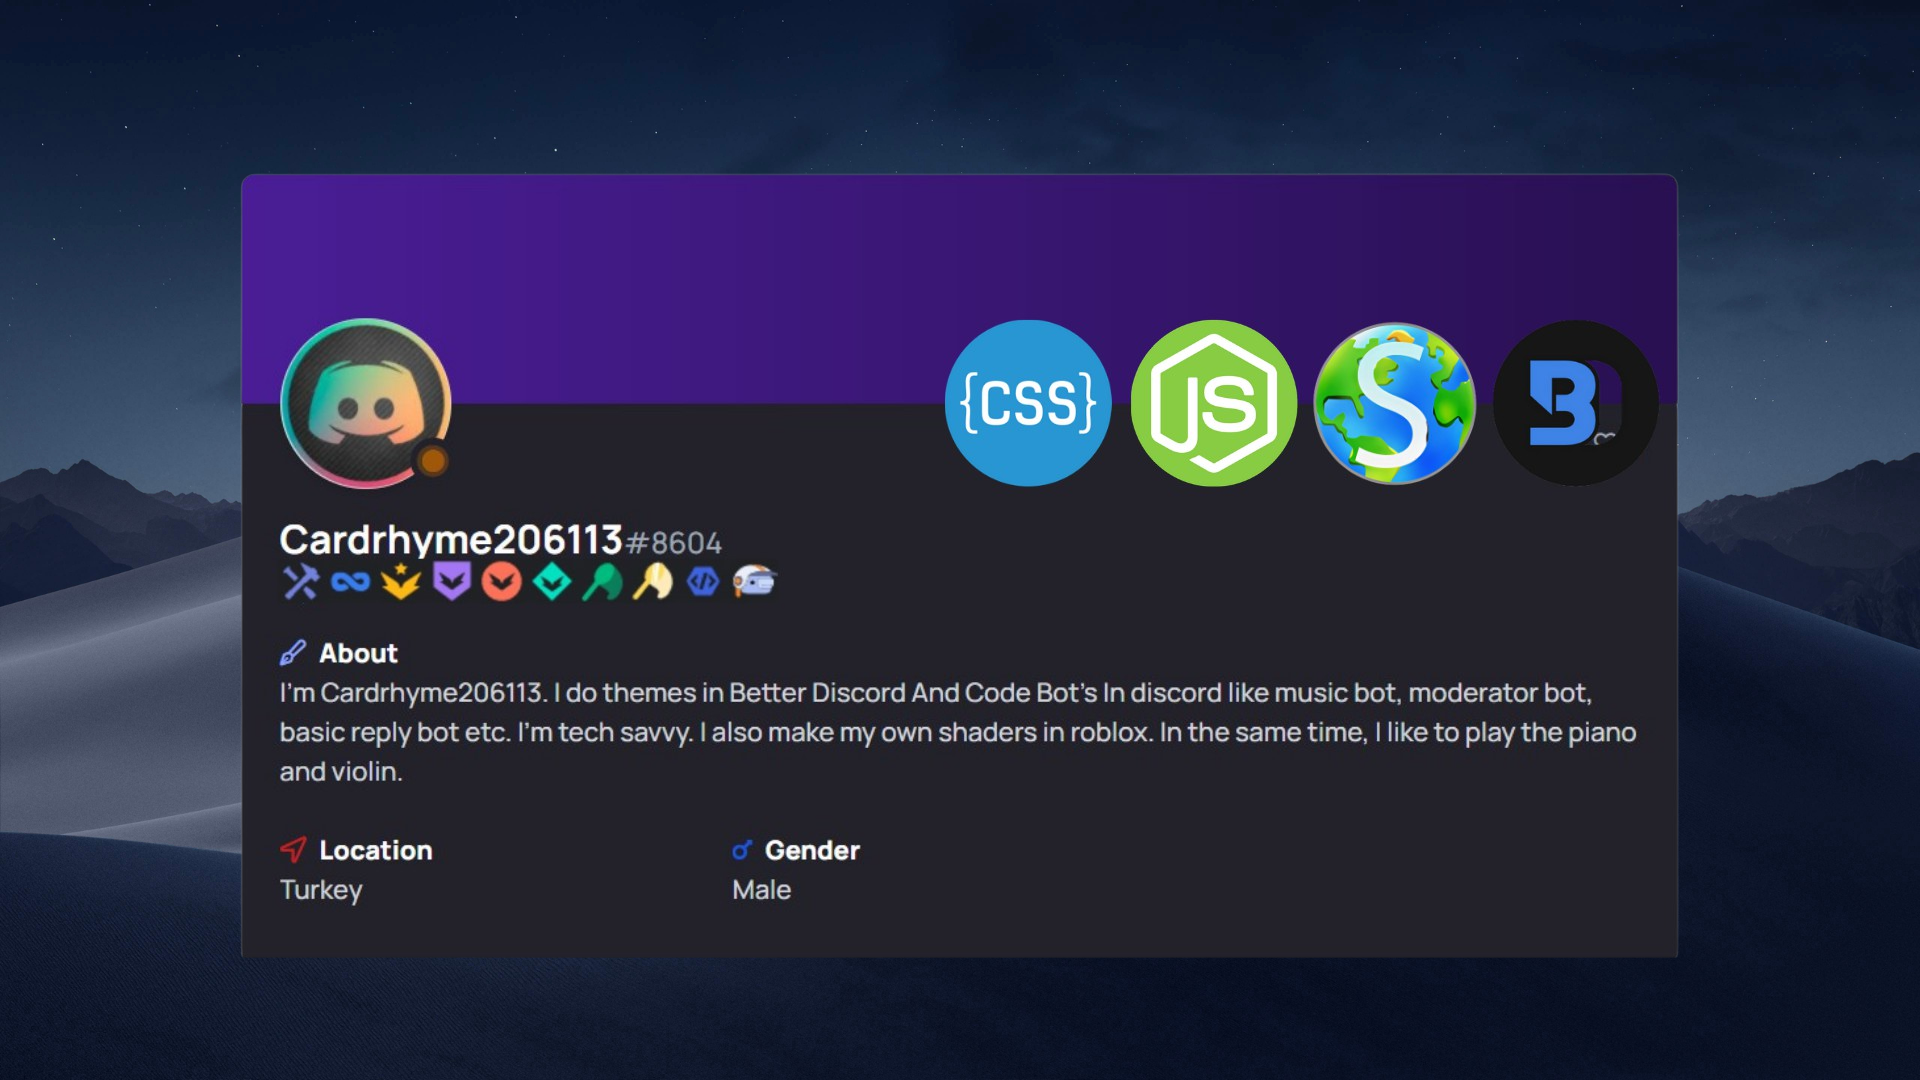 {CSS}
JS
S
B
Cardrhyme206113#8604
</>
About
I'm Cardrhyme206113. I do themes in Better Discord And Code Bot's In discord like music bot, moderator bot,
basic reply bot etc. I'm tech savvy. I also make my own shaders in roblox. In the same time, I like to play the piano
and violin.
Location
Gender
Turkey
Male